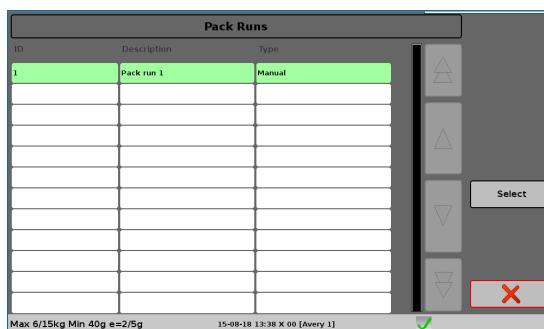 Pack Runs
ID Description Type
1 Pack run 1 Manual
Select
Max 6/15kg Min 40g e=2/5g 15-08-18 13:38 X 00 [Avery 1]